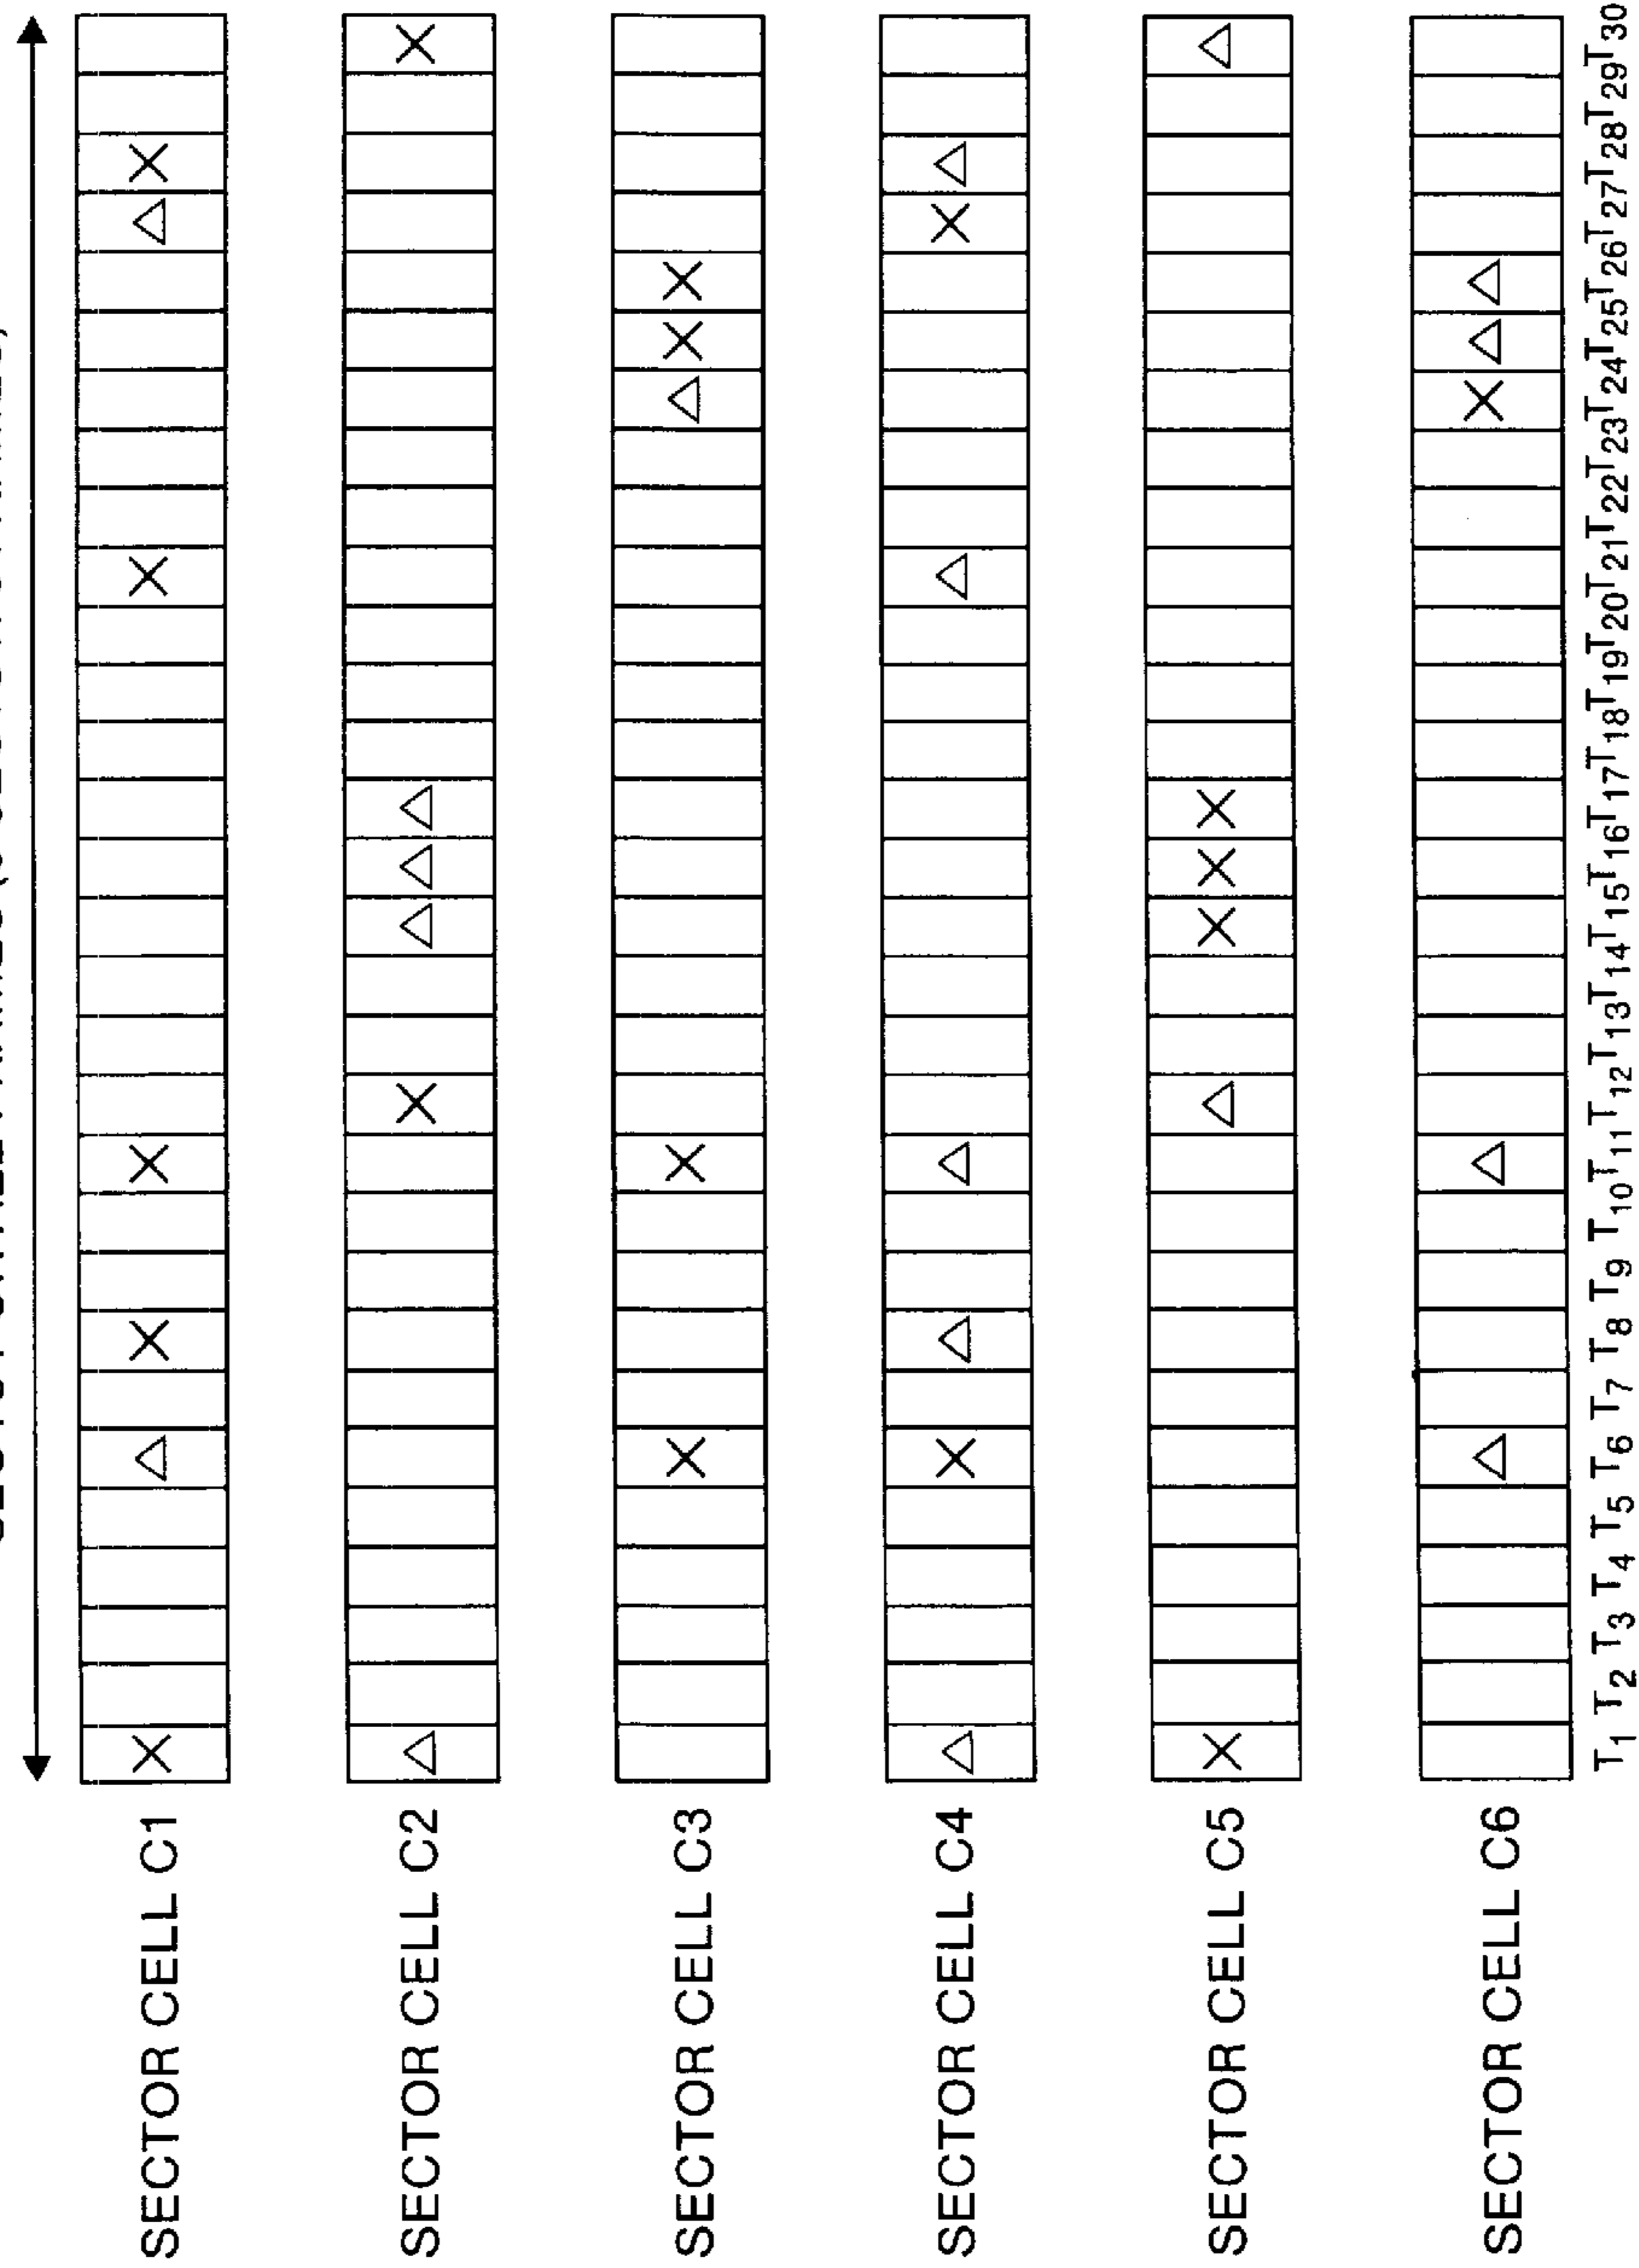 SECTOR CELL C1
SECTOR CELL C2
SECTOR CELL C3
SECTOR CELL C4
SECTOR CELL C5
SECTOR CELL C6
T1 T2 T3 T4 T5 T6 T7 T8 T9 T10 T11 T12 T13 T14 T15 T16 T17 T18 T19 T20 T21 T22 T23 T24 T25 T26 T27 T28 T29 T30